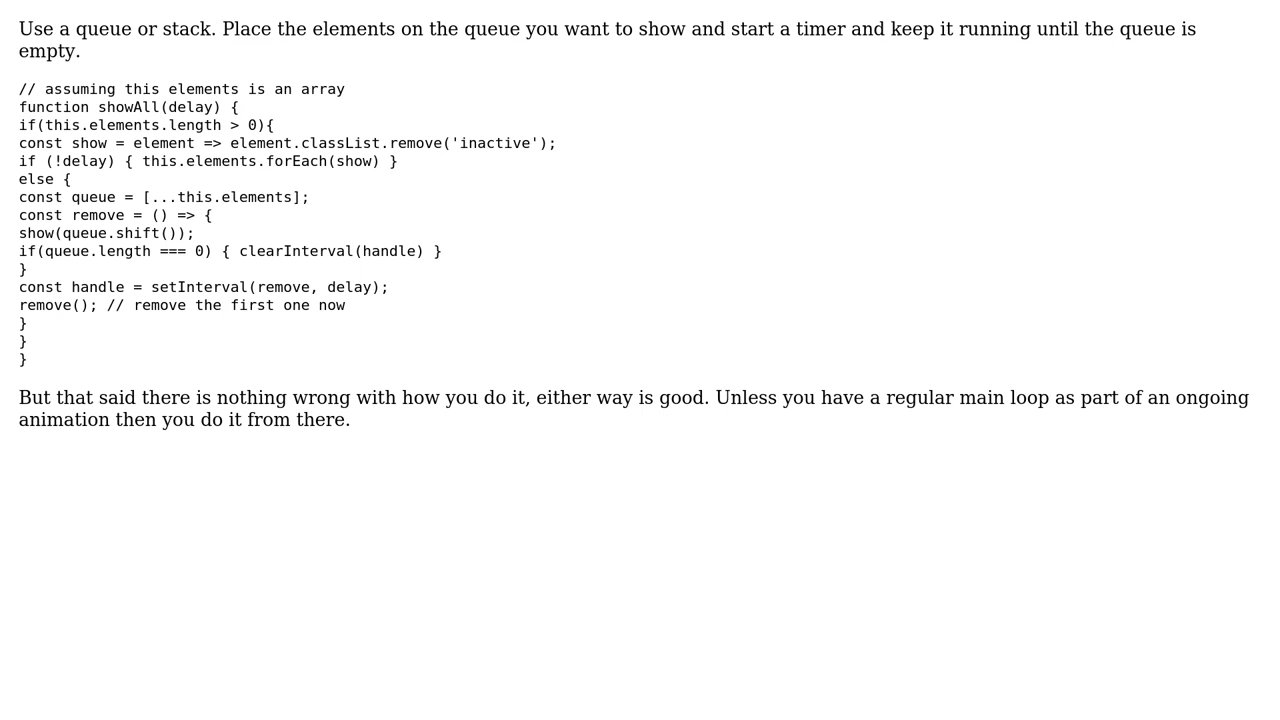 Use a queue or stack. Place the elements on the queue you want to show and start a timer and keep it running until the queue is
empty.
// assuming this elements is an array
function showAll(delay) {
if(this.elements.length > 0){
const show = element => element.classList.remove('inactive');
if (!delay) { this.elements.forEach(show) }
else {
const queue = [...this.elements];
const remove = () => {
show(queue.shift());
if(queue.length === 0) { clearInterval(handle) }
}
const handle = setInterval(remove, delay);
remove(); // remove the first one now
}
}
}
But that said there is nothing wrong with how you do it, either way is good. Unless you have a regular main loop as part of an ongoing
animation then you do it from there.